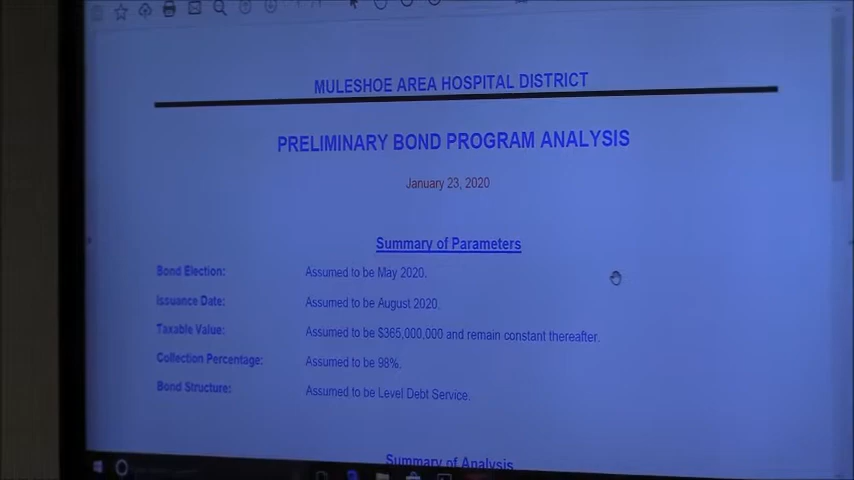 MULESHOE AREA HOSPITAL DISTRICT
PRELIMINARY BOND PROGRAM ANALYSIS
January 23, 2020
Summary of Parameters
Bond Election: Assumed to be May 2020.
Issuance Date: Assumed to be August 2020.
Taxable Value: Assumed to be $365,000,000 and remain constant thereafter.
Collection Percentage: Assumed to be 98%.
Bond Structure: Assumed to be Level Debt Service.
Summary of Analysis